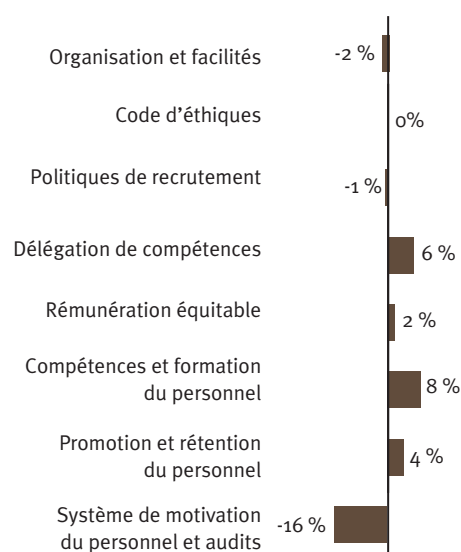 Organisation et facilités
-2 %
Code d'éthiques
0%
Politiques de recrutement
-1 %
Délégation de compétences
6 %
Rémunération équitable
2 %
Compétences et formation
du personnel
8 %
Promotion et rétention
du personnel
4 %
Système de motivation
du personnel et audits
-16 %